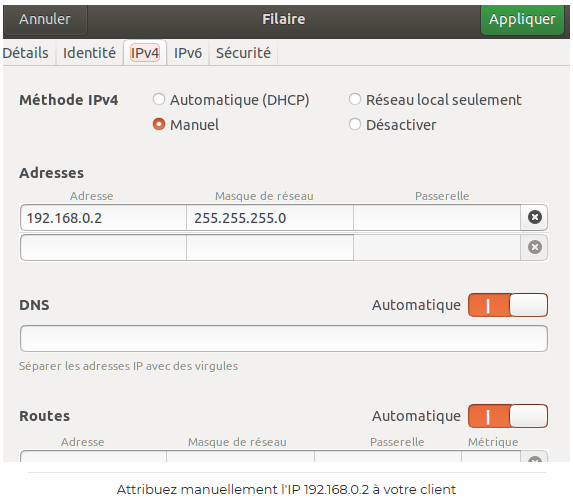 Annuler Filaire Appliquer
Détails Identité IPv4 IPv6 Sécurité
Méthode IPv4 Automatique (DHCP) Réseau local seulement
Manuel Désactiver
Adresses
Adresse Masque de réseau Passerelle
192.168.0.2 255.255.255.0
DNS Automatique
Séparer les adresses IP avec des virgules
Routes Automatique
Adresse Masque de réseau Passerelle Métrique
Attribuez manuellement l'IP 192.168.0.2 à votre client